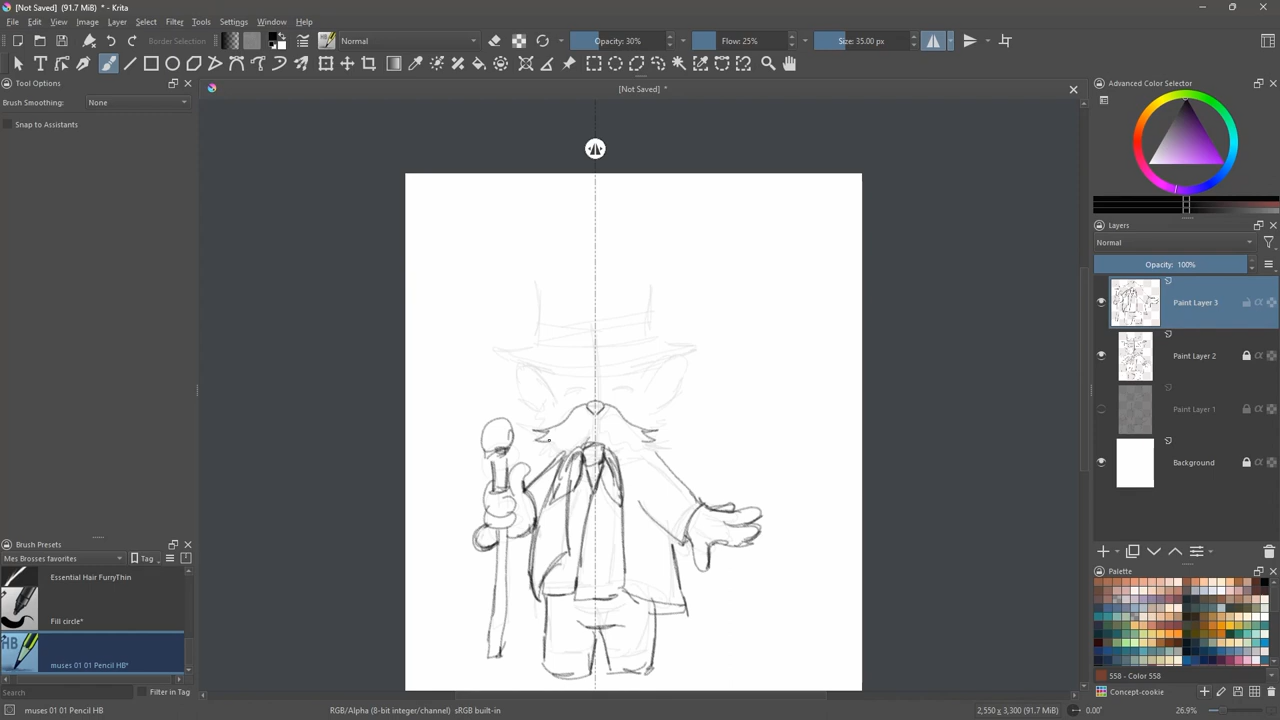 [Not Saved] (91.7 MiB) * - Krita
File Edit View Image Layer Select Filter Tools Settings Window Help
Border Selection Normal Opacity: 30% Flow: 25% Size: 35.00 px
Tool Options
[Not Saved] *
Advanced Color Selector
Brush Smoothing: None
Snap to Assistants
Layers
Normal
Opacity: 100%
Paint Layer 3
Paint Layer 2
Paint Layer 1
Background
Brush Presets
Mes Brosses favorites Tag
Essential Hair FurryThin
Fill circle*
muses 01 01 Pencil HB*
Search Filter in Tag
Palette
558 - Color 558
Concept-cookie
muses 01 01 Pencil HB
RGB/Alpha (8-bit integer/channel) sRGB built-in
2,550 x 3,300 (91.7 MiB)
0.00°
26.9%